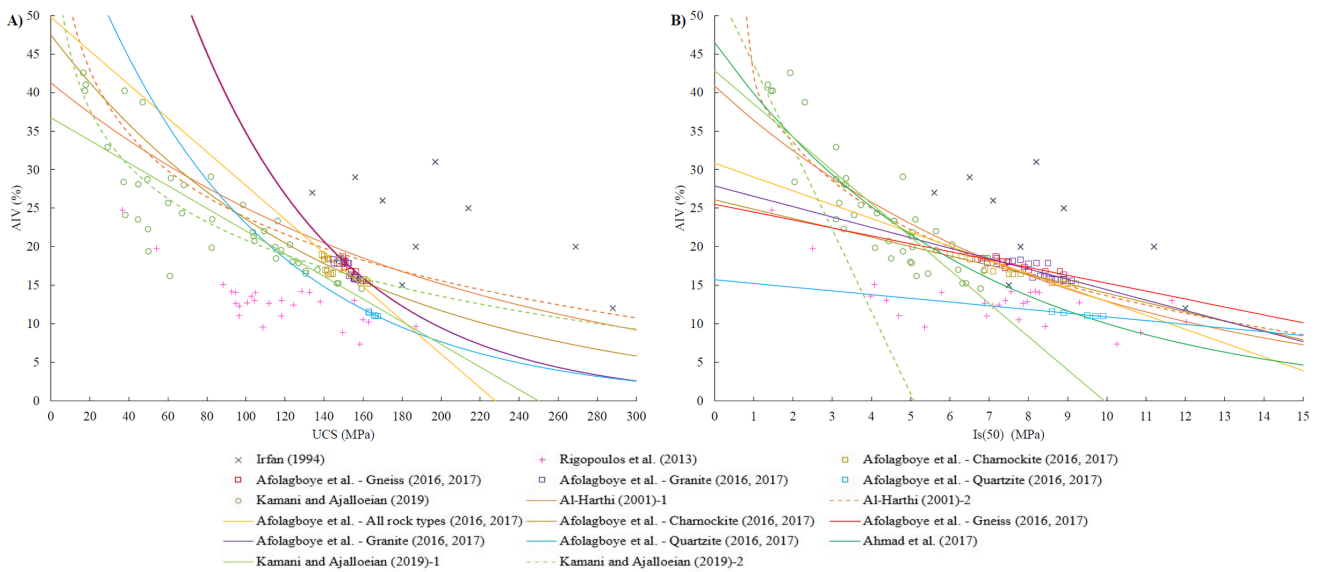 A)
50
45
40
35
30
25
20
15
10
5
0
AIV (%)
0 20 40 60 80 100 120 140 160 180 200 220 240 260 280 300
UCS (MPa)
B)
50
45
40
35
30
25
20
15
10
5
0
AIV (%)
0 1 2 3 4 5 6 7 8 9 10 11 12 13 14 15
Is(50) (MPa)
Irfan (1994) Rigopoulos et al. (2013) Afolagboye et al. - Charnockite (2016, 2017)
Afolagboye et al. - Gneiss (2016, 2017) Afolagboye et al. - Granite (2016, 2017) Afolagboye et al. - Quartzite (2016, 2017)
Kamani and Ajalloeian (2019) Al-Harthi (2001)-1 Al-Harthi (2001)-2
Afolagboye et al. - All rock types (2016, 2017) Afolagboye et al. - Charnockite (2016, 2017) Afolagboye et al. - Gneiss (2016, 2017)
Afolagboye et al. - Granite (2016, 2017) Afolagboye et al. - Quartzite (2016, 2017) Ahmad et al. (2017)
Kamani and Ajalloeian (2019)-1 Kamani and Ajalloeian (2019)-2